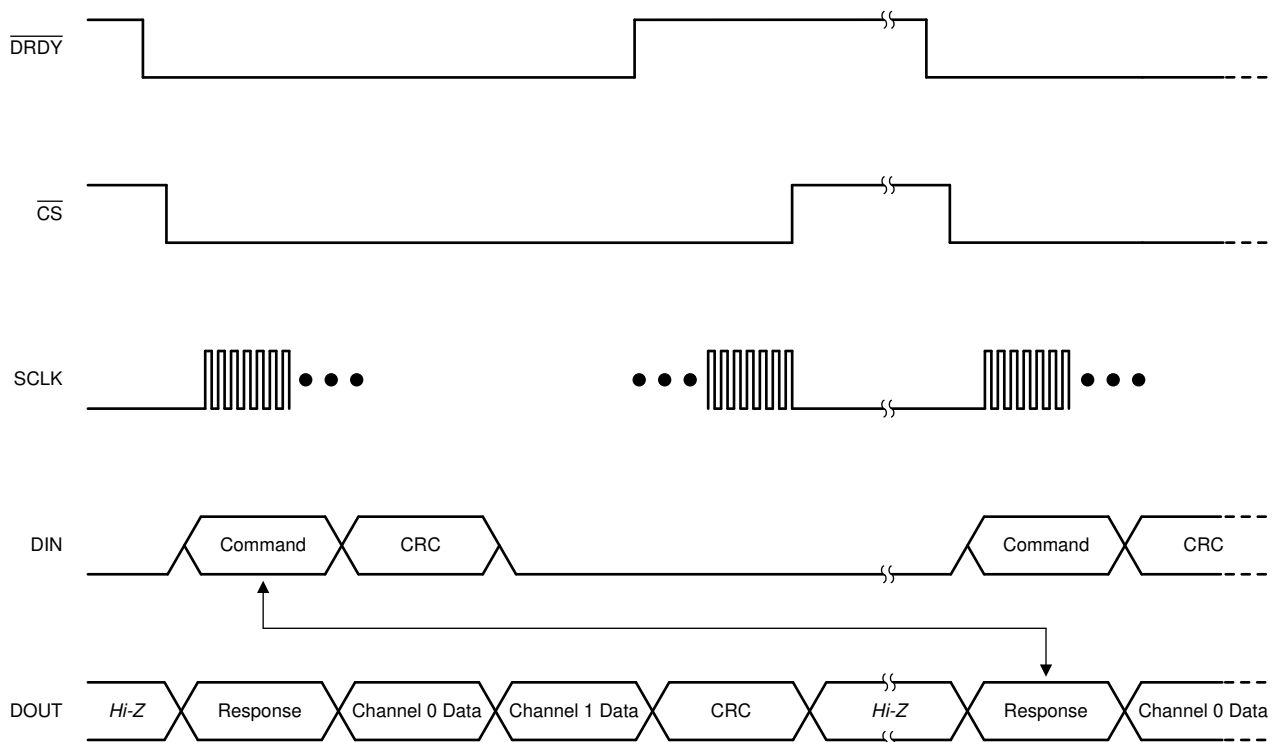 DRDY
CS
SCLK
DIN
Command
CRC
Command
CRC
DOUT
Hi-Z
Response
Channel 0 Data
Channel 1 Data
CRC
Hi-Z
Response
Channel 0 Data